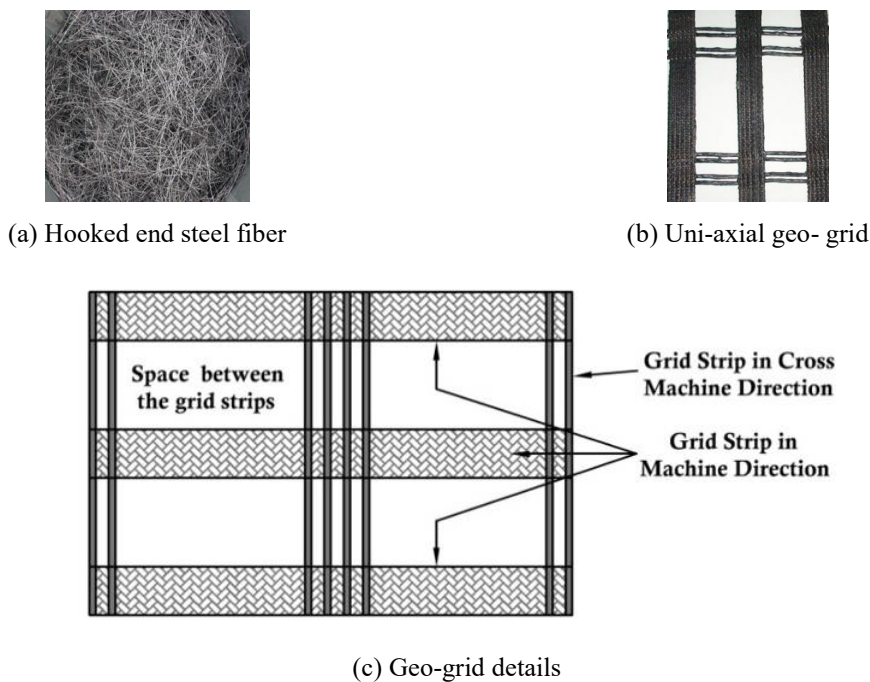 (a) Hooked end steel fiber
(b) Uni-axial geo- grid
Space between
the grid strips
Grid Strip in Cross
Machine Direction
Grid Strip in
Machine Direction
(c) Geo-grid details